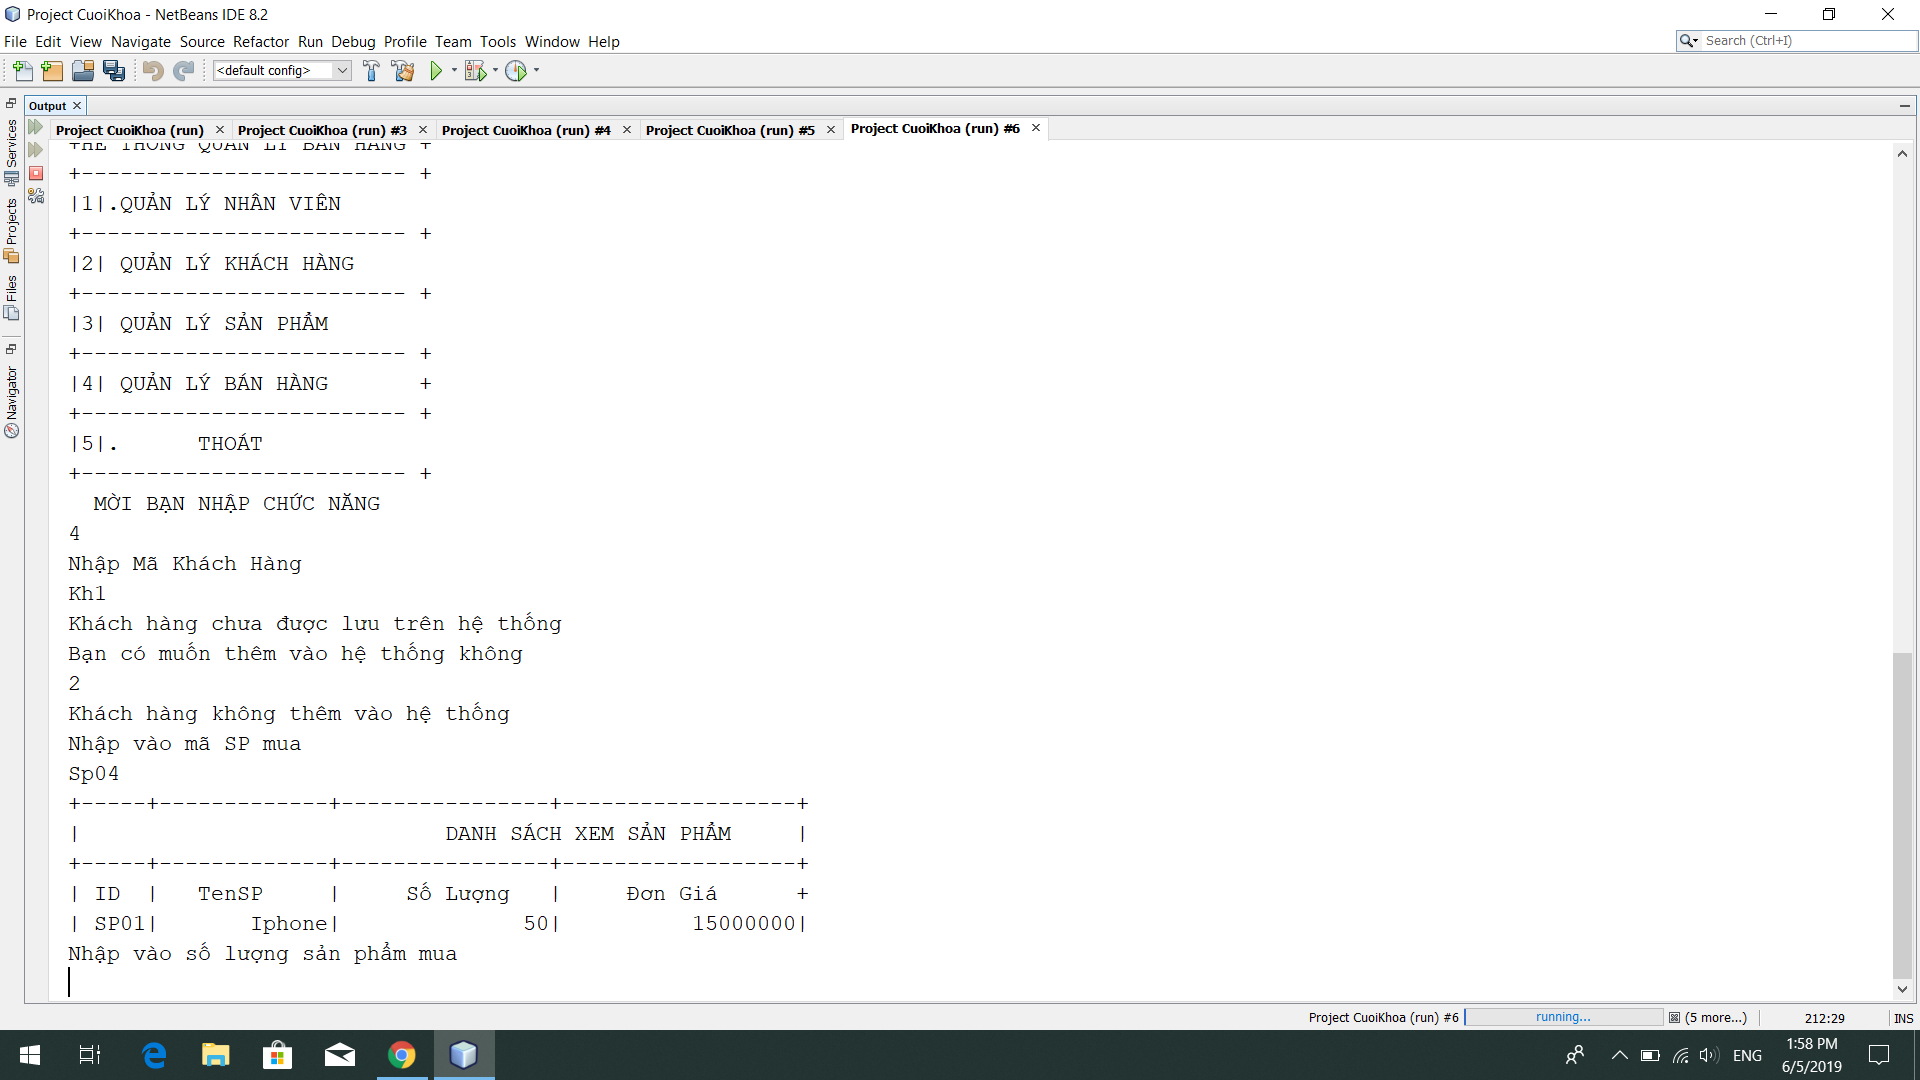 Project CuoiKhoa - NetBeans IDE 8.2
File Edit View Navigate Source Refactor Run Debug Profile Team Tools Window Help
Search (Ctrl+I)
<default config>
Output
Project CuoiKhoa (run) Project CuoiKhoa (run) #3 Project CuoiKhoa (run) #4 Project CuoiKhoa (run) #5 Project CuoiKhoa (run) #6
Services
Projects
Files
Navigator
+HỆ THỐNG QUẢN LÍ BÁN HÀNG +
+------------------------- +
|1|.QUẢN LÝ NHÂN VIÊN
+------------------------- +
|2| QUẢN LÝ KHÁCH HÀNG
+------------------------- +
|3| QUẢN LÝ SẢN PHẨM
+------------------------- +
|4| QUẢN LÝ BÁN HÀNG       +
+------------------------- +
|5|.      THOÁT
+------------------------- +
  MỜI BẠN NHẬP CHỨC NĂNG
4
Nhập Mã Khách Hàng
Kh1
Khách hàng chưa được lưu trên hệ thống
Bạn có muốn thêm vào hệ thống không
2
Khách hàng không thêm vào hệ thống
Nhập vào mã SP mua
Sp04
+-----+-------------+----------------+------------------+
|                            DANH SÁCH XEM SẢN PHẨM     |
+-----+-------------+----------------+------------------+
| ID  |   TenSP     |     Số Lượng   |     Đơn Giá      +
| SP01|       Iphone|              50|          15000000|
Nhập vào số lượng sản phẩm mua
Project CuoiKhoa (run) #6 running... (5 more...) 212:29 INS
ENG
1:58 PM
6/5/2019